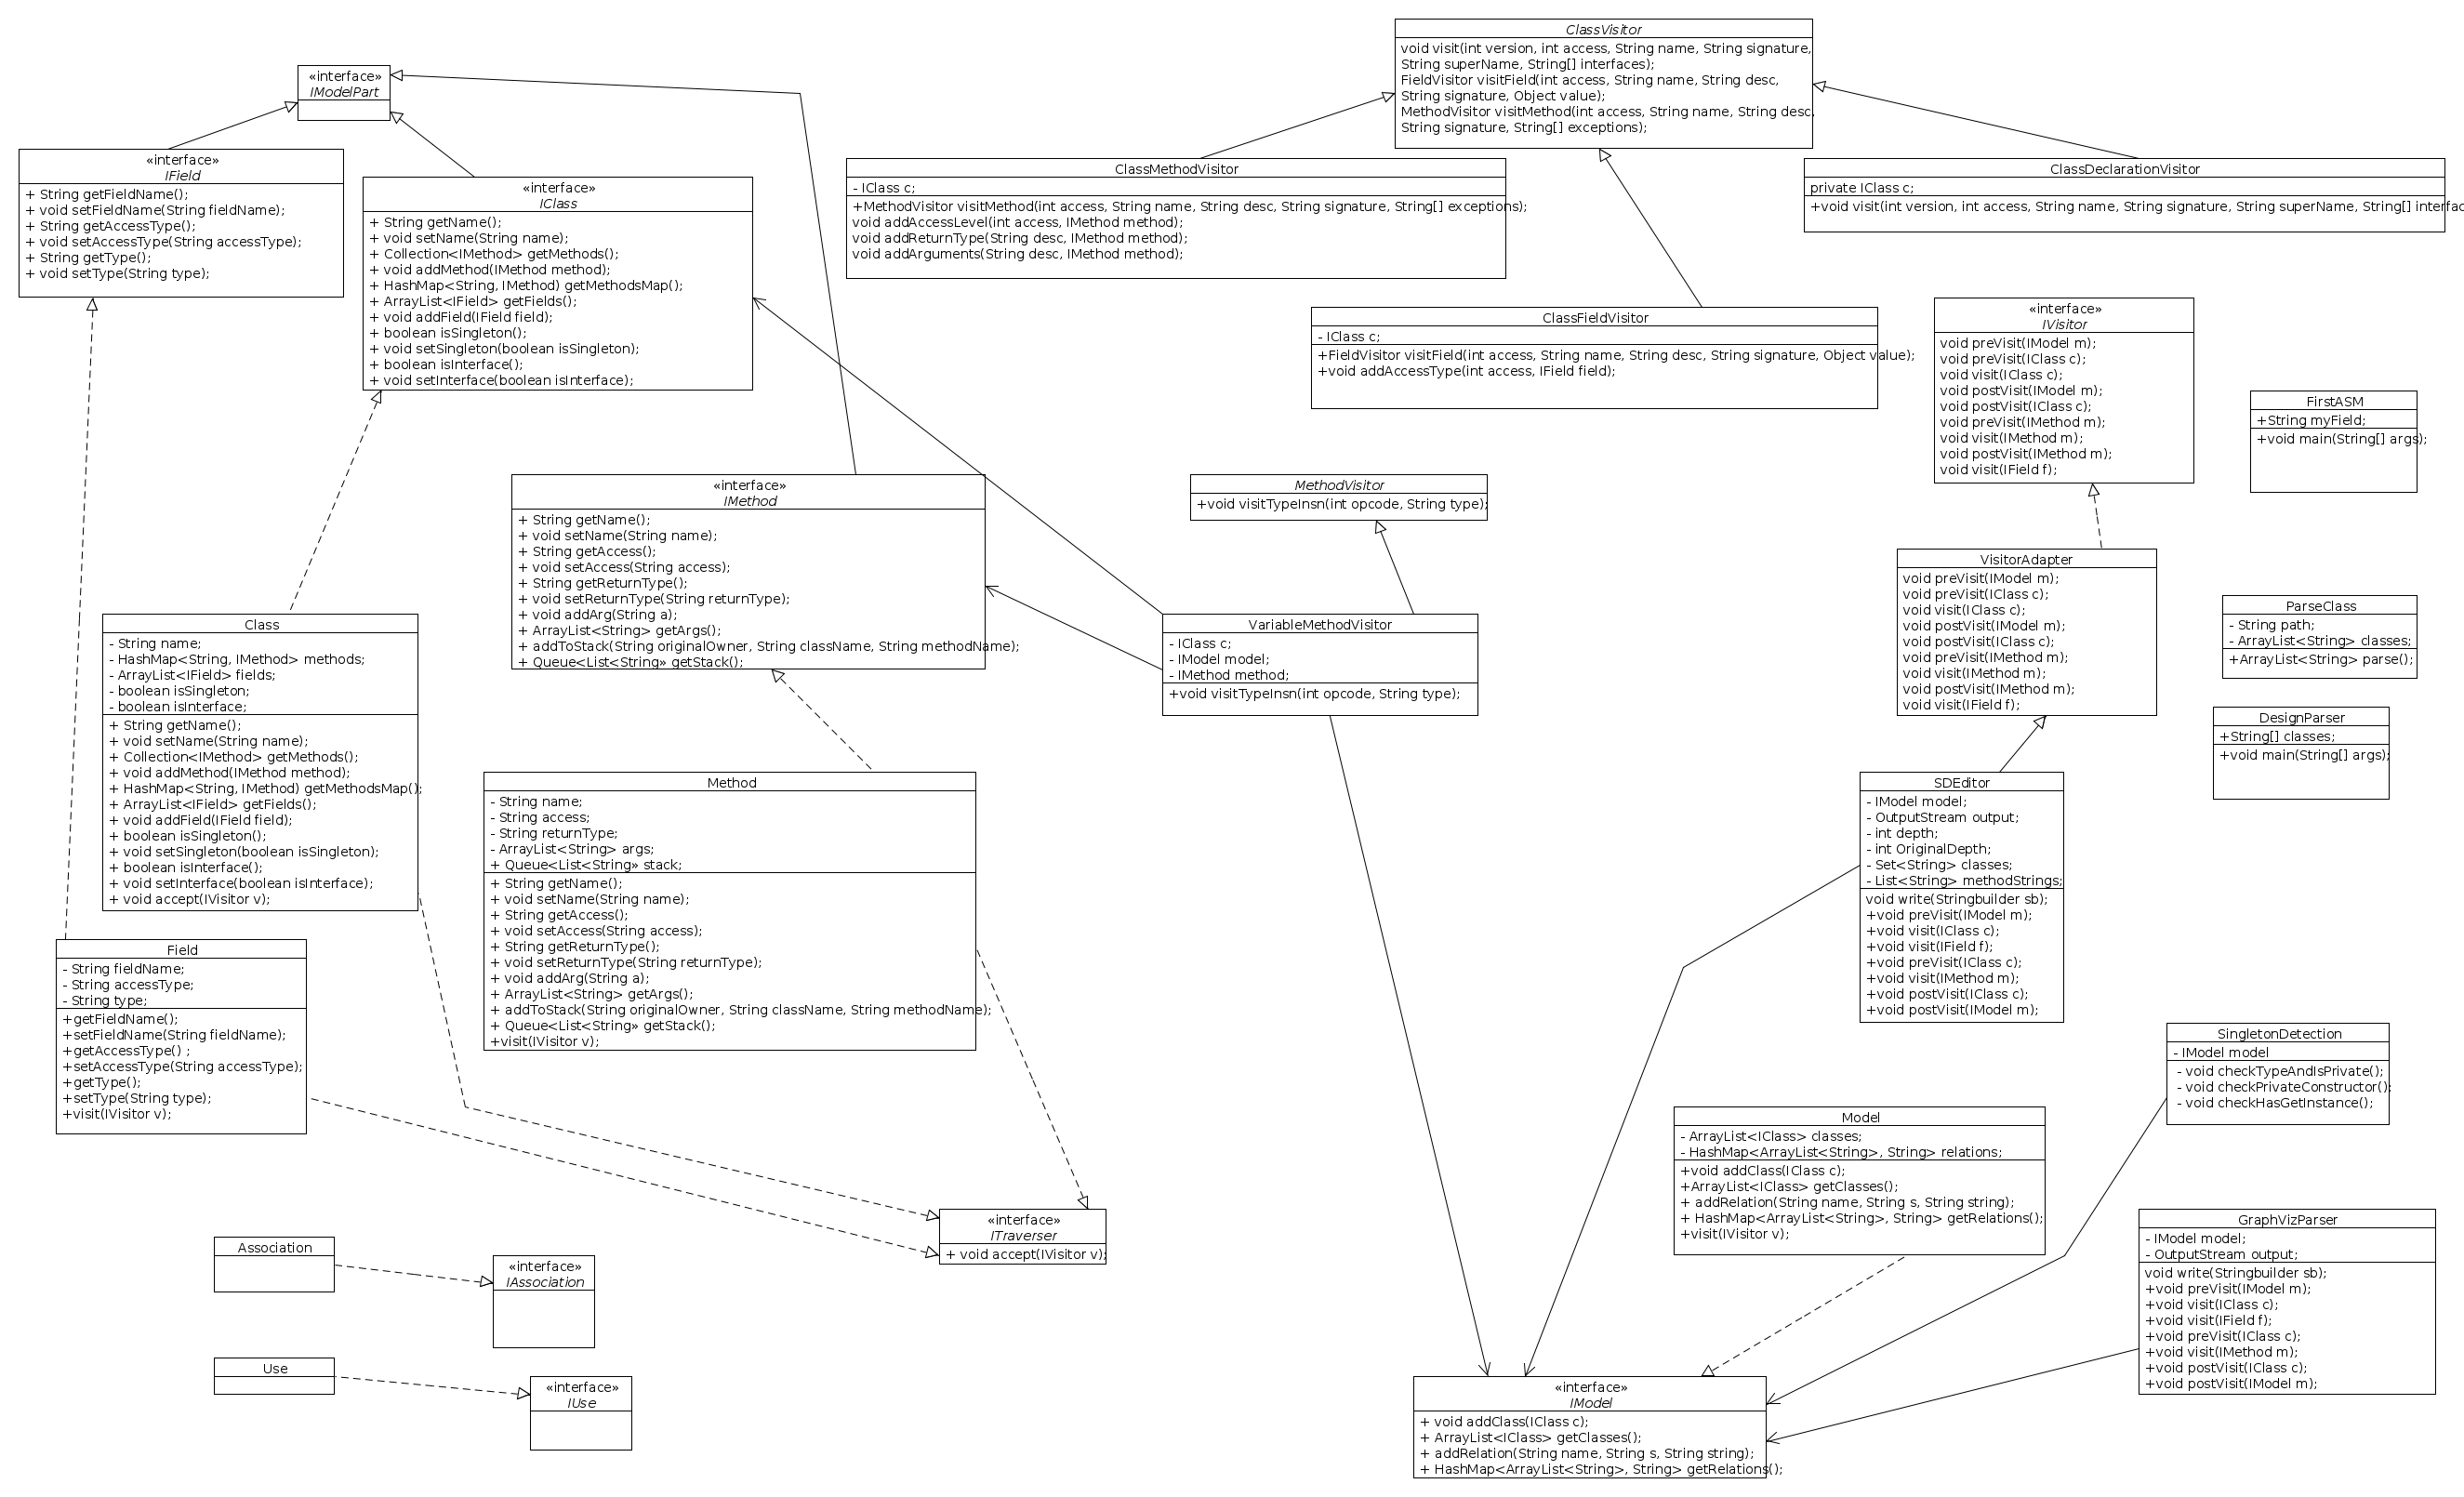 «interface»
IModelPart
«interface»
IField
+ String getFieldName();
+ void setFieldName(String fieldName);
+ String getAccessType();
+ void setAccessType(String accessType);
+ String getType();
+ void setType(String type);
«interface»
IClass
+ String getName();
+ void setName(String name);
+ Collection<IMethod> getMethods();
+ void addMethod(IMethod method);
+ HashMap<String, IMethod) getMethodsMap();
+ ArrayList<IField> getFields();
+ void addField(IField field);
+ boolean isSingleton();
+ void setSingleton(boolean isSingleton);
+ boolean isInterface();
+ void setInterface(boolean isInterface);
ClassVisitor
void visit(int version, int access, String name, String signature,
String superName, String[] interfaces);
FieldVisitor visitField(int access, String name, String desc,
String signature, Object value);
MethodVisitor visitMethod(int access, String name, String desc,
String signature, String[] exceptions);
ClassMethodVisitor
- IClass c;
+MethodVisitor visitMethod(int access, String name, String desc, String signature, String[] exceptions);
void addAccessLevel(int access, IMethod method);
void addReturnType(String desc, IMethod method);
void addArguments(String desc, IMethod method);
ClassDeclarationVisitor
private IClass c;
+void visit(int version, int access, String name, String signature, String superName, String[] interfac
ClassFieldVisitor
- IClass c;
+FieldVisitor visitField(int access, String name, String desc, String signature, Object value);
+void addAccessType(int access, IField field);
«interface»
IVisitor
void preVisit(IModel m);
void preVisit(IClass c);
void visit(IClass c);
void postVisit(IModel m);
void postVisit(IClass c);
void preVisit(IMethod m);
void visit(IMethod m);
void postVisit(IMethod m);
void visit(IField f);
FirstASM
+String myField;
+void main(String[] args);
«interface»
IMethod
+ String getName();
+ void setName(String name);
+ String getAccess();
+ void setAccess(String access);
+ String getReturnType();
+ void setReturnType(String returnType);
+ void addArg(String a);
+ ArrayList<String> getArgs();
+ addToStack(String originalOwner, String className, String methodName);
+ Queue<List<String» getStack();
MethodVisitor
+void visitTypeInsn(int opcode, String type);
VisitorAdapter
void preVisit(IModel m);
void preVisit(IClass c);
void visit(IClass c);
void postVisit(IModel m);
void postVisit(IClass c);
void preVisit(IMethod m);
void visit(IMethod m);
void postVisit(IMethod m);
void visit(IField f);
ParseClass
- String path;
- ArrayList<String> classes;
+ArrayList<String> parse();
Class
- String name;
- HashMap<String, IMethod> methods;
- ArrayList<IField> fields;
- boolean isSingleton;
- boolean isInterface;
+ String getName();
+ void setName(String name);
+ Collection<IMethod> getMethods();
+ void addMethod(IMethod method);
+ HashMap<String, IMethod) getMethodsMap();
+ ArrayList<IField> getFields();
+ void addField(IField field);
+ boolean isSingleton();
+ void setSingleton(boolean isSingleton);
+ boolean isInterface();
+ void setInterface(boolean isInterface);
+ void accept(IVisitor v);
VariableMethodVisitor
- IClass c;
- IModel model;
- IMethod method;
+void visitTypeInsn(int opcode, String type);
DesignParser
+String[] classes;
+void main(String[] args);
Method
- String name;
- String access;
- String returnType;
- ArrayList<String> args;
+ Queue<List<String» stack;
+ String getName();
+ void setName(String name);
+ String getAccess();
+ void setAccess(String access);
+ String getReturnType();
+ void setReturnType(String returnType);
+ void addArg(String a);
+ ArrayList<String> getArgs();
+ addToStack(String originalOwner, String className, String methodName);
+ Queue<List<String» getStack();
+visit(IVisitor v);
SDEditor
- IModel model;
- OutputStream output;
- int depth;
- int OriginalDepth;
- Set<String> classes;
- List<String> methodStrings;
void write(Stringbuilder sb);
+void preVisit(IModel m);
+void visit(IClass c);
+void visit(IField f);
+void preVisit(IClass c);
+void visit(IMethod m);
+void postVisit(IClass c);
+void postVisit(IModel m);
Field
- String fieldName;
- String accessType;
- String type;
+getFieldName();
+setFieldName(String fieldName);
+getAccessType() ;
+setAccessType(String accessType);
+getType();
+setType(String type);
+visit(IVisitor v);
SingletonDetection
- IModel model
- void checkTypeAndIsPrivate();
- void checkPrivateConstructor();
- void checkHasGetInstance();
Model
- ArrayList<IClass> classes;
- HashMap<ArrayList<String>, String> relations;
+void addClass(IClass c);
+ArrayList<IClass> getClasses();
+ addRelation(String name, String s, String string);
+ HashMap<ArrayList<String>, String> getRelations();
+visit(IVisitor v);
«interface»
ITraverser
+ void accept(IVisitor v);
GraphVizParser
- IModel model;
- OutputStream output;
void write(Stringbuilder sb);
+void preVisit(IModel m);
+void visit(IClass c);
+void visit(IField f);
+void preVisit(IClass c);
+void visit(IMethod m);
+void postVisit(IClass c);
+void postVisit(IModel m);
Association
«interface»
IAssociation
Use
«interface»
IUse
«interface»
IModel
+ void addClass(IClass c);
+ ArrayList<IClass> getClasses();
+ addRelation(String name, String s, String string);
+ HashMap<ArrayList<String>, String> getRelations();